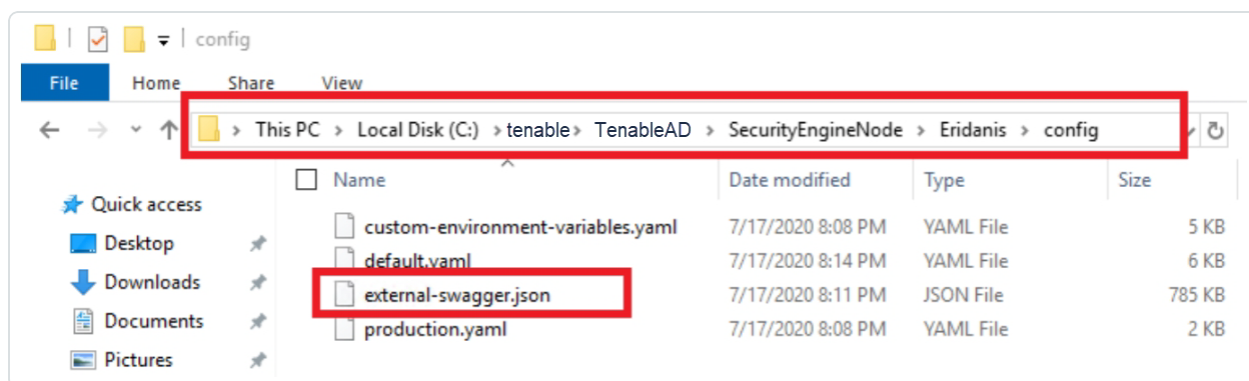 config
File Home Share View
This PC > Local Disk (C:) > tenable > TenableAD > SecurityEngineNode > Eridanis > config
Name Date modified Type Size
Quick access
custom-environment-variables.yaml 7/17/2020 8:08 PM YAML File 5 KB
Desktop
default.yaml 7/17/2020 8:14 PM YAML File 6 KB
Downloads
external-swagger.json 7/17/2020 8:11 PM JSON File 785 KB
Documents
production.yaml 7/17/2020 8:08 PM YAML File 2 KB
Pictures